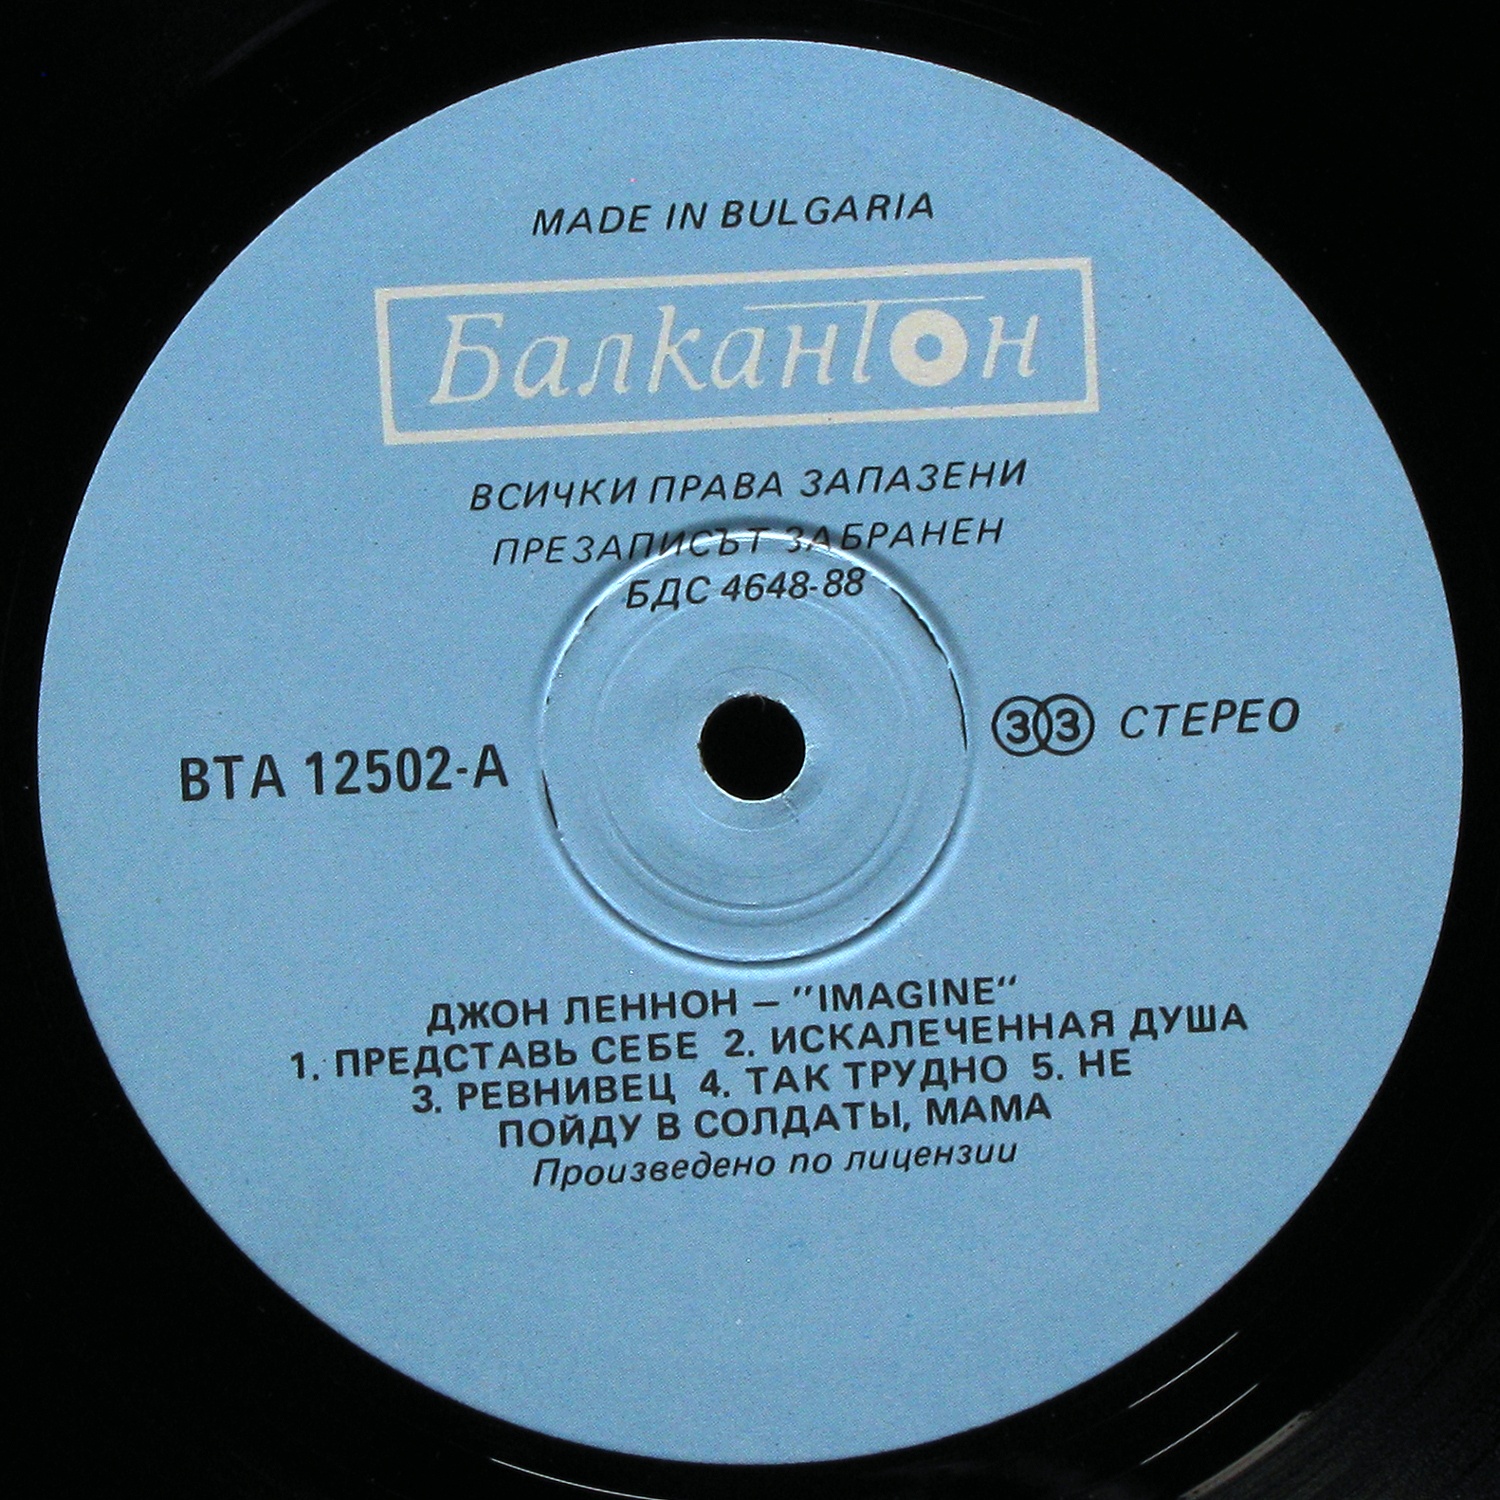 MADE IN BULGARIA
Балкантон
ВСИЧКИ ПРАВА ЗАПАЗЕНИ
ПРЕЗАПИСЪТ ЗАБРАНЕН
БДС 4648-88
33 СТЕРЕО
ВТА 12502-А
ДЖОН ЛЕННОН – "IMAGINE“
1. ПРЕДСТАВЬ СЕБЕ 2. ИСКАЛЕЧЕННАЯ ДУША
3. РЕВНИВЕЦ 4. ТАК ТРУДНО 5. НЕ
ПОЙДУ В СОЛДАТЫ, МАМА
Произведено по лицензии